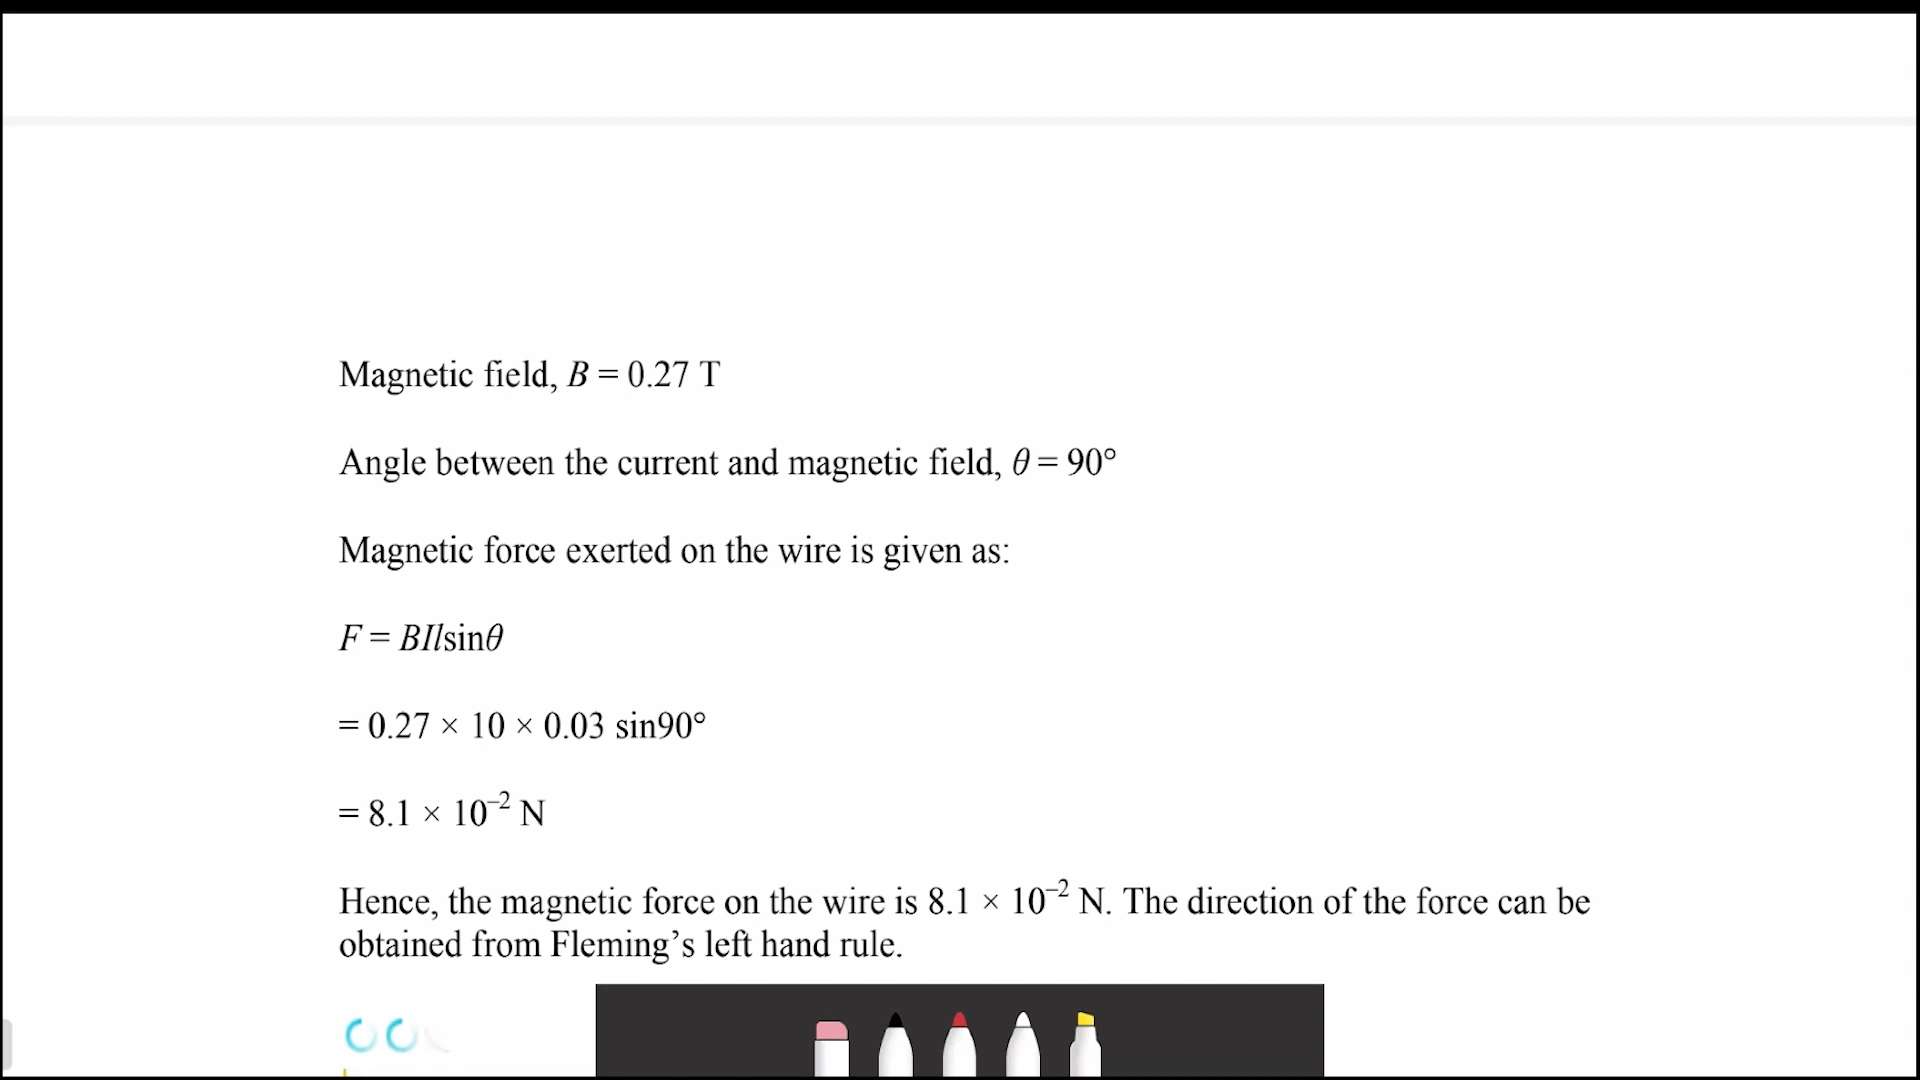 Magnetic field, B = 0.27 T
Angle between the current and magnetic field, θ = 90°
Magnetic force exerted on the wire is given as:
F = BIlsinθ
= 0.27 × 10 × 0.03 sin90°
= 8.1 × 10⁻² N
Hence, the magnetic force on the wire is 8.1 × 10⁻² N. The direction of the force can be
obtained from Fleming’s left hand rule.